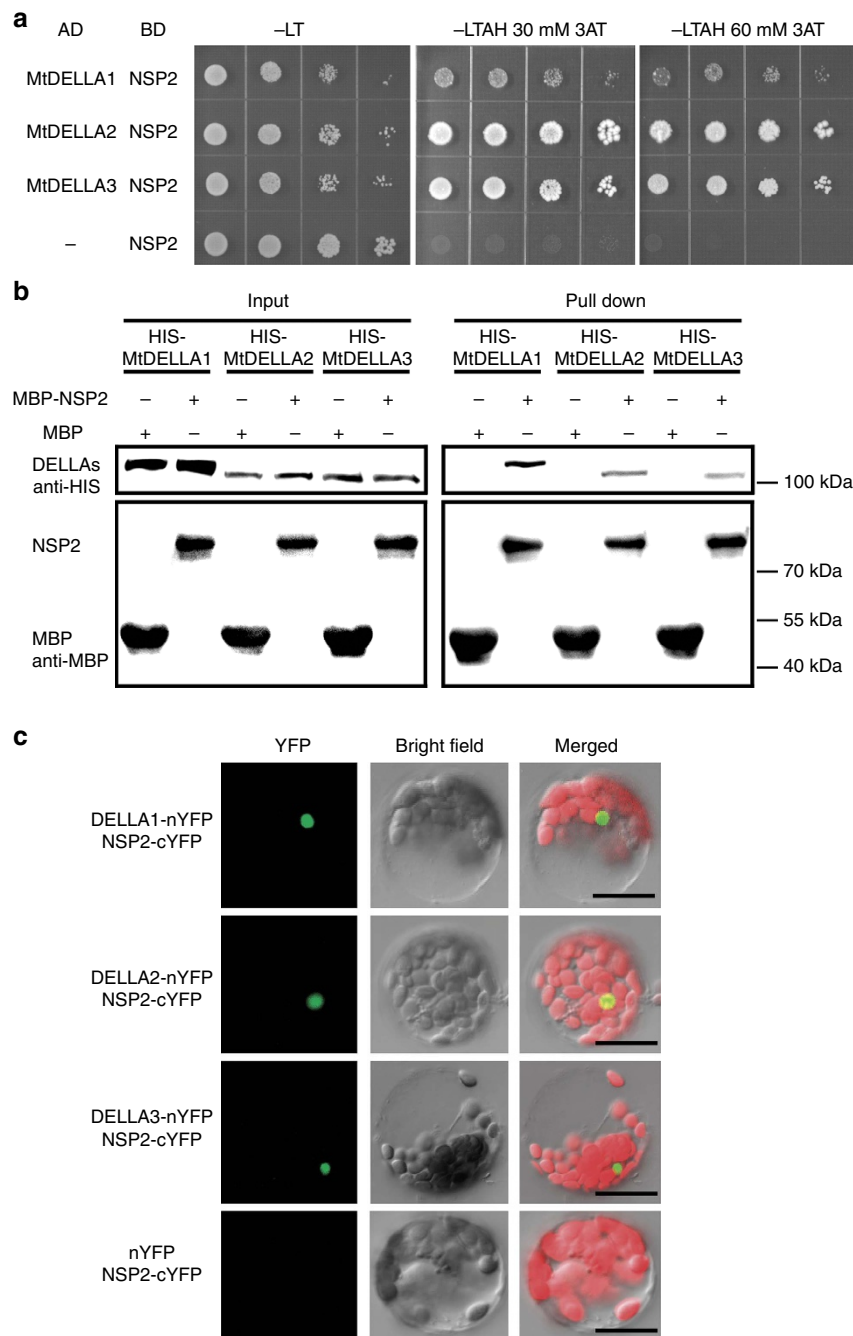 a
AD BD –LT –LTAH 30 mM 3AT –LTAH 60 mM 3AT
MtDELLA1 NSP2
MtDELLA2 NSP2
MtDELLA3 NSP2
– NSP2
b
Input Pull down
HIS- HIS- HIS- HIS- HIS- HIS-
MtDELLA1 MtDELLA2 MtDELLA3 MtDELLA1 MtDELLA2 MtDELLA3
MBP-NSP2 – + – + – + – + – + – +
MBP + – + – + – + – + – + –
DELLAs
anti-HIS
100 kDa
NSP2
70 kDa
55 kDa
MBP
anti-MBP
40 kDa
c
YFP Bright field Merged
DELLA1-nYFP
NSP2-cYFP
DELLA2-nYFP
NSP2-cYFP
DELLA3-nYFP
NSP2-cYFP
nYFP
NSP2-cYFP